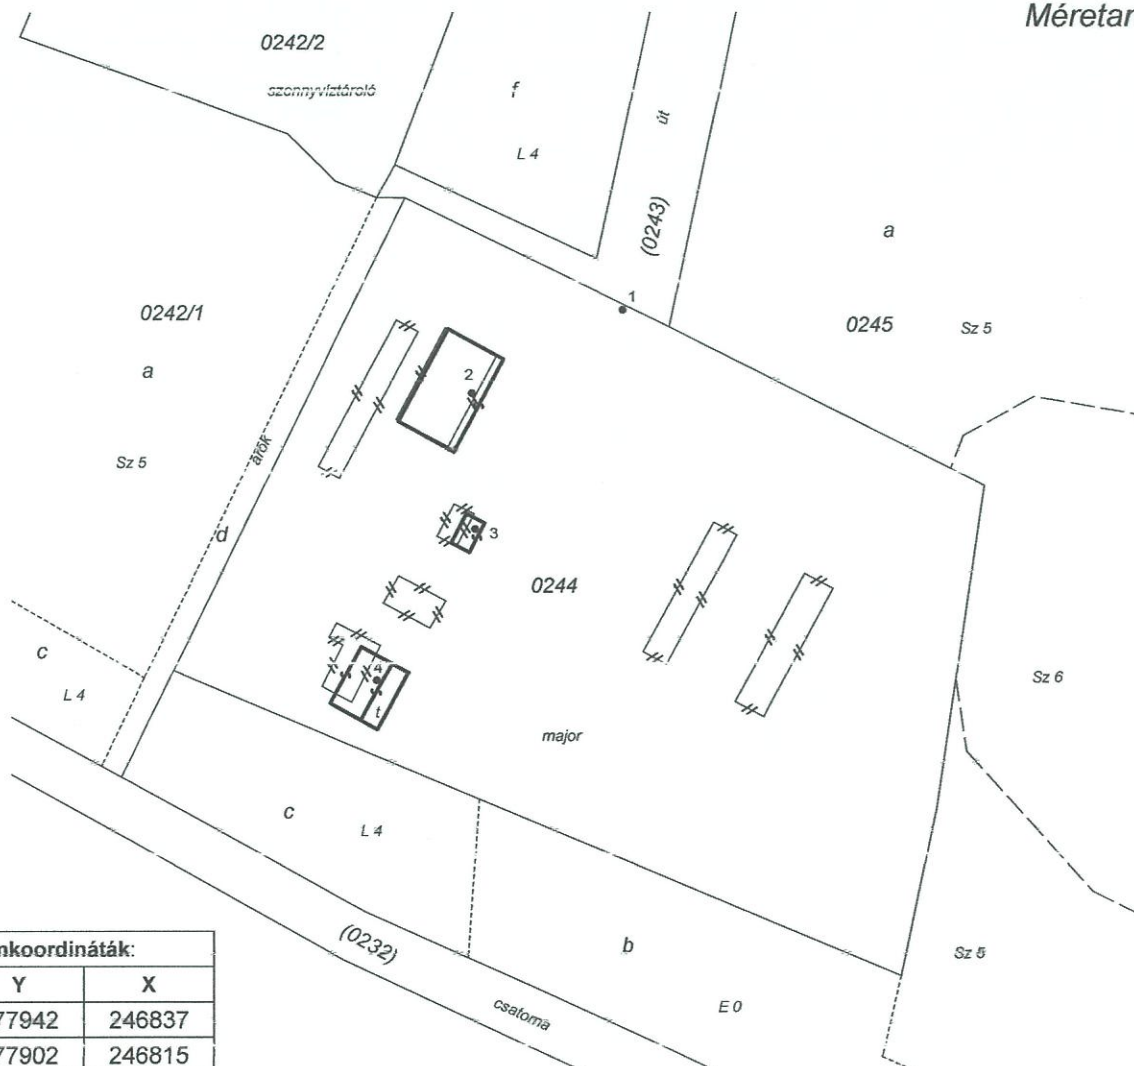 Méretar
0242/2
szennyvíztároló
f
út
L 4
(0243)
a
1
0242/1
0245
Sz 5
a
2
árok
Sz 5
3
d
0244
c
4
L 4
Sz 6
t
major
c
L 4
(0232)
b
Sz 5
nkoordináták:
Y X
E 0
csatorna
77942 246837
77902 246815